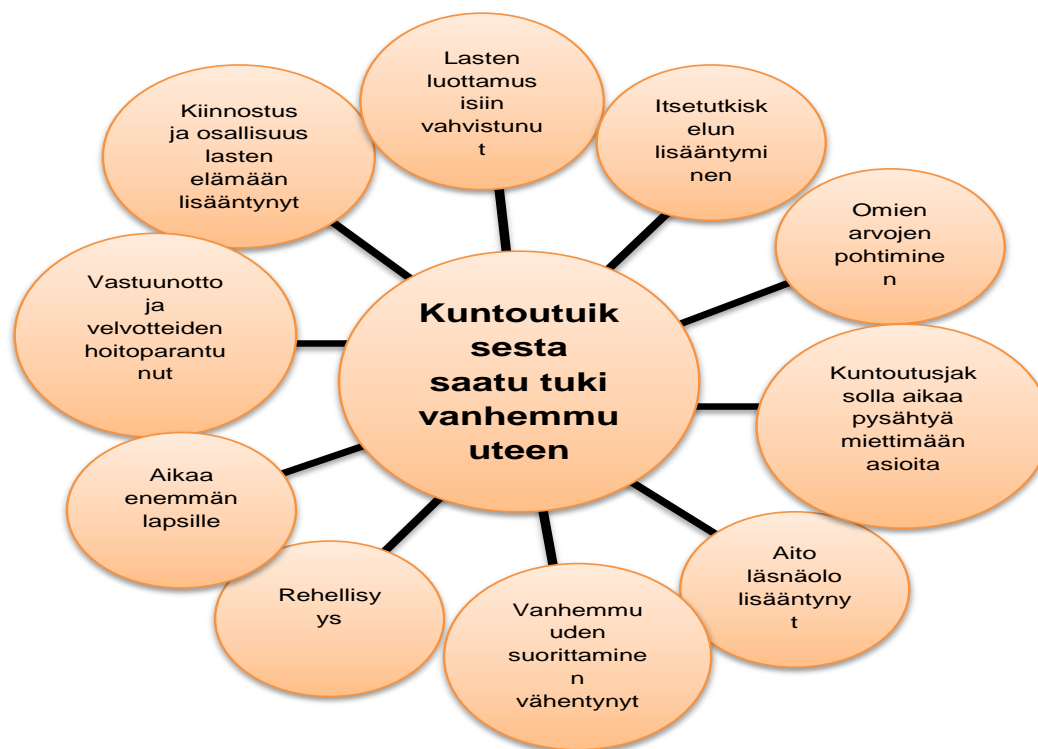 Lasten
luottamus
isiin
vahvistunu
t
Itsetutkisk
elun
lisääntymi
nen
Omien
arvojen
pohtimine
n
Kuntoutusjak
solla aikaa
pysähtyä
miettimään
asioita
Aito
läsnäolo
lisääntyny
t
Vanhemmu
uden
suorittamine
n
vähentynyt
Rehellisy
ys
Aikaa
enemmän
lapsille
Vastuunotto
ja
velvotteiden
hoitoparantu
nut
Kiinnostus
ja osallisuus
lasten
elämään
lisääntynyt
Kuntoutuik
sesta
saatu tuki
vanhemmu
uteen